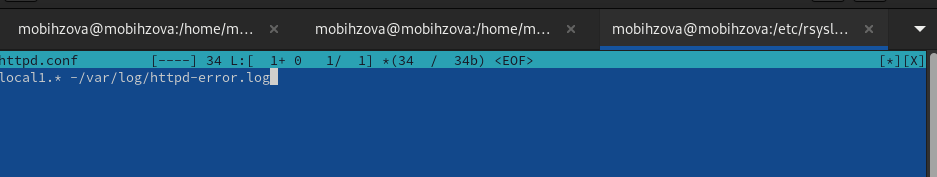 mobihzova@mobihzova:/home/m... × mobihzova@mobihzova:/home/m... × mobihzova@mobihzova:/etc/rsysl... ×
httpd.conf [----] 34 L:[ 1+ 0 1/ 1] *(34 / 34b) <EOF> [*][X]
local1.* -/var/log/httpd-error.log